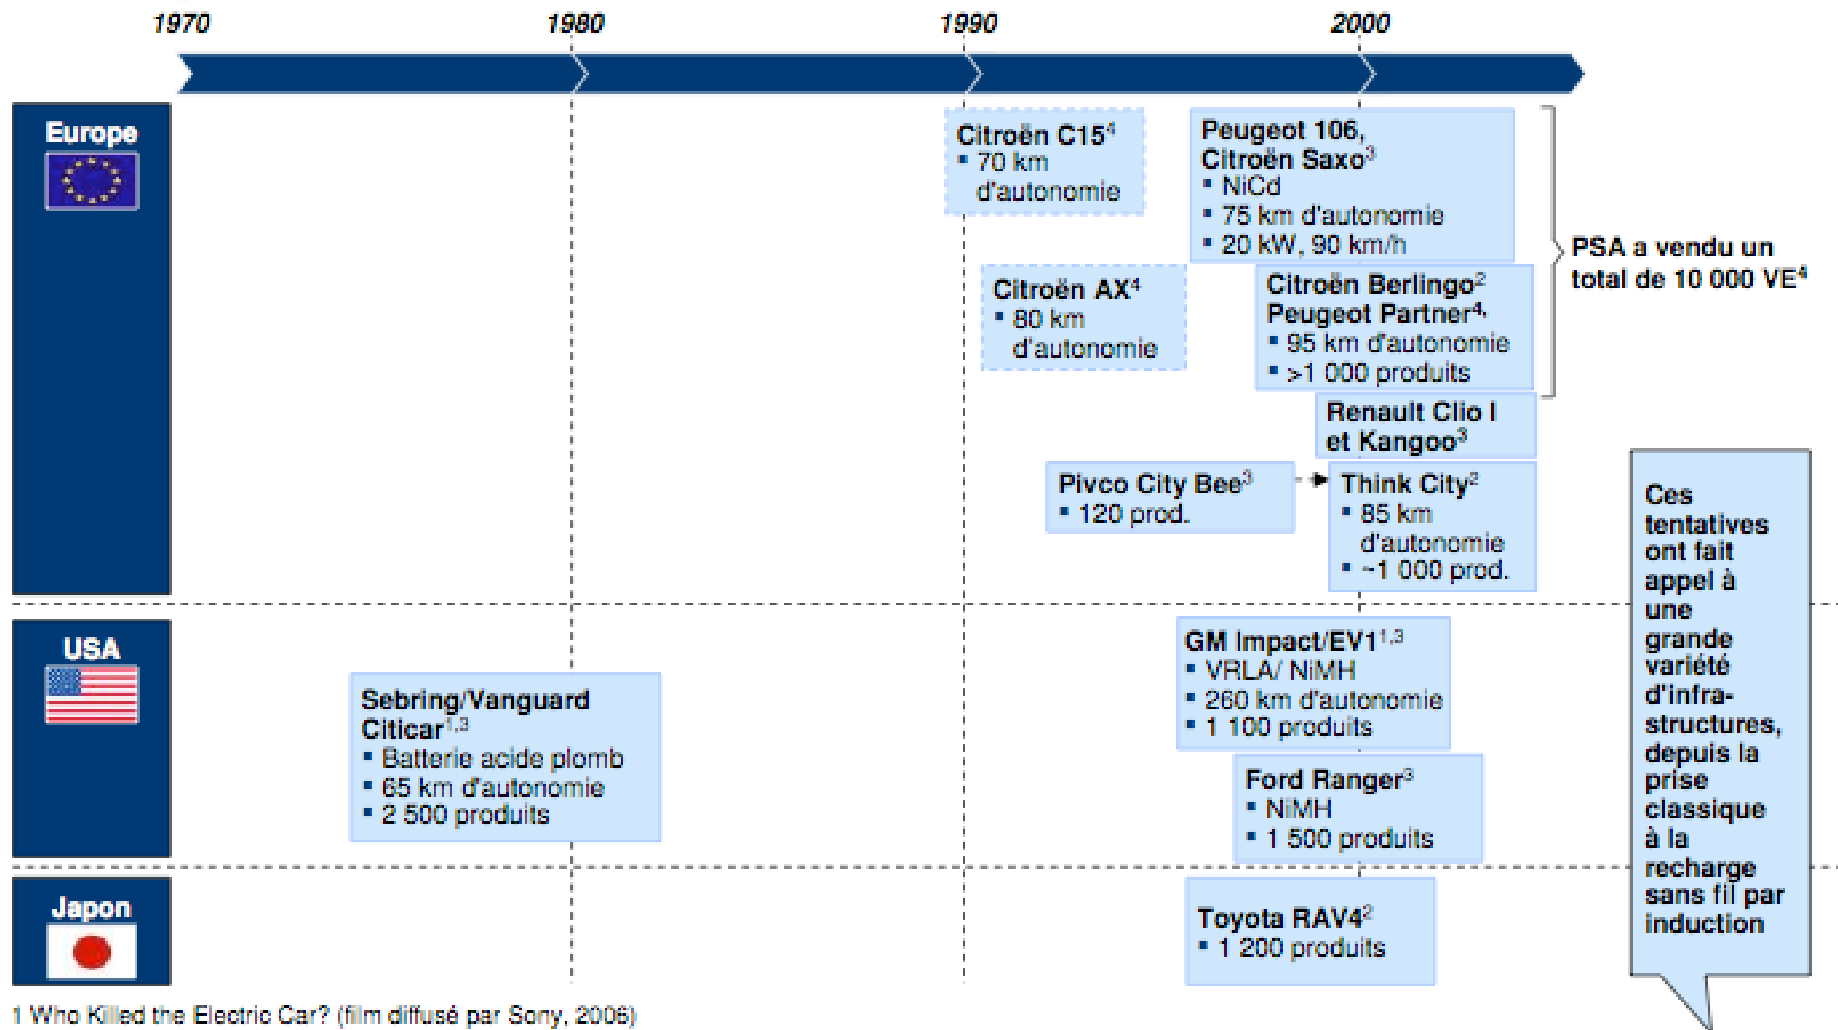 1970 1980 1990 2000
Europe
Citroën C15⁴
▪ 70 km
d'autonomie
Peugeot 106,
Citroën Saxo³
▪ NiCd
▪ 75 km d'autonomie
▪ 20 kW, 90 km/h
Citroën AX⁴
▪ 80 km
d'autonomie
Citroën Berlingo²
Peugeot Partner⁴,
▪ 95 km d'autonomie
▪ >1 000 produits
PSA a vendu un
total de 10 000 VE⁴
Renault Clio I
et Kangoo³
Pivco City Bee³
▪ 120 prod.
Think City²
▪ 85 km
d'autonomie
▪ ~1 000 prod.
USA
Sebring/Vanguard
Citicar¹,³
▪ Batterie acide plomb
▪ 65 km d'autonomie
▪ 2 500 produits
GM Impact/EV1¹,³
▪ VRLA/ NiMH
▪ 260 km d'autonomie
▪ 1 100 produits
Ford Ranger³
▪ NiMH
▪ 1 500 produits
Japon
Toyota RAV4²
▪ 1 200 produits
Ces
tentatives
ont fait
appel à
une
grande
variété
d'infra-
structures,
depuis la
prise
classique
à la
recharge
sans fil par
induction
1 Who Killed the Electric Car? (film diffusé par Sony, 2006)